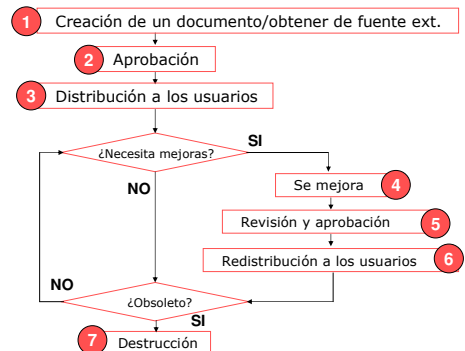 1 Creación de un documento/obtener de fuente ext.
2 Aprobación
3 Distribución a los usuarios
¿Necesita mejoras?
SI
NO
Se mejora 4
Revisión y aprobación 5
Redistribución a los usuarios 6
NO
¿Obsoleto?
SI
7 Destrucción